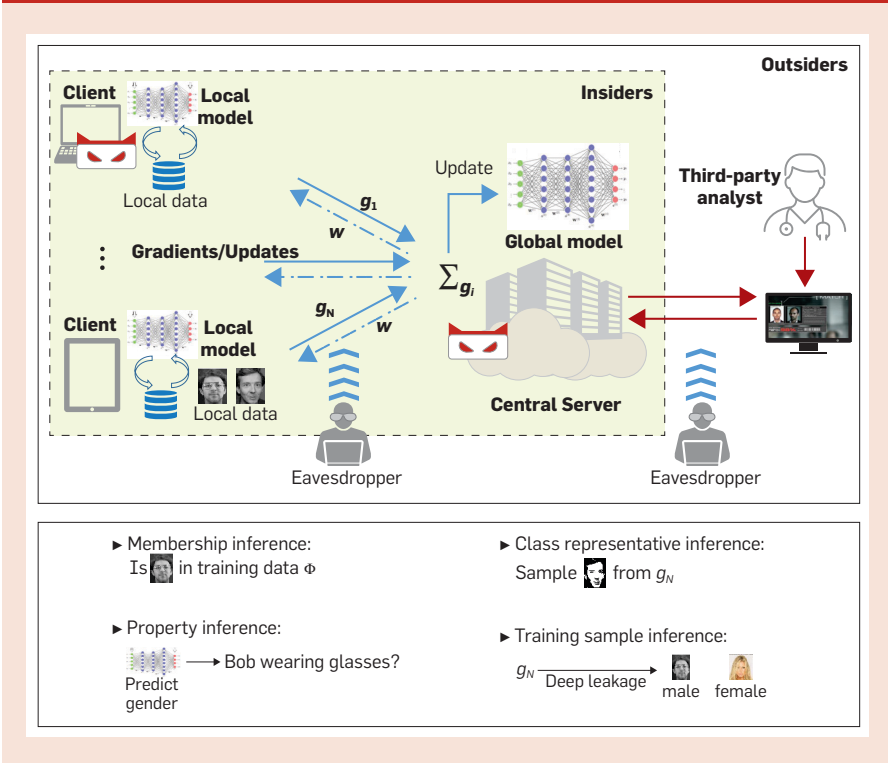 Outsiders
Insiders
Client
Local
model
Local data
Update
Global model
Third-party
analyst
g1
w
Gradients/Updates
∑gi
gN
w
Client
Local
model
Local data
Central Server
Eavesdropper
Eavesdropper
► Membership inference:
Is in training data Φ
► Property inference:
Bob wearing glasses?
Predict
gender
► Class representative inference:
Sample from gN
► Training sample inference:
gN
Deep leakage
male female